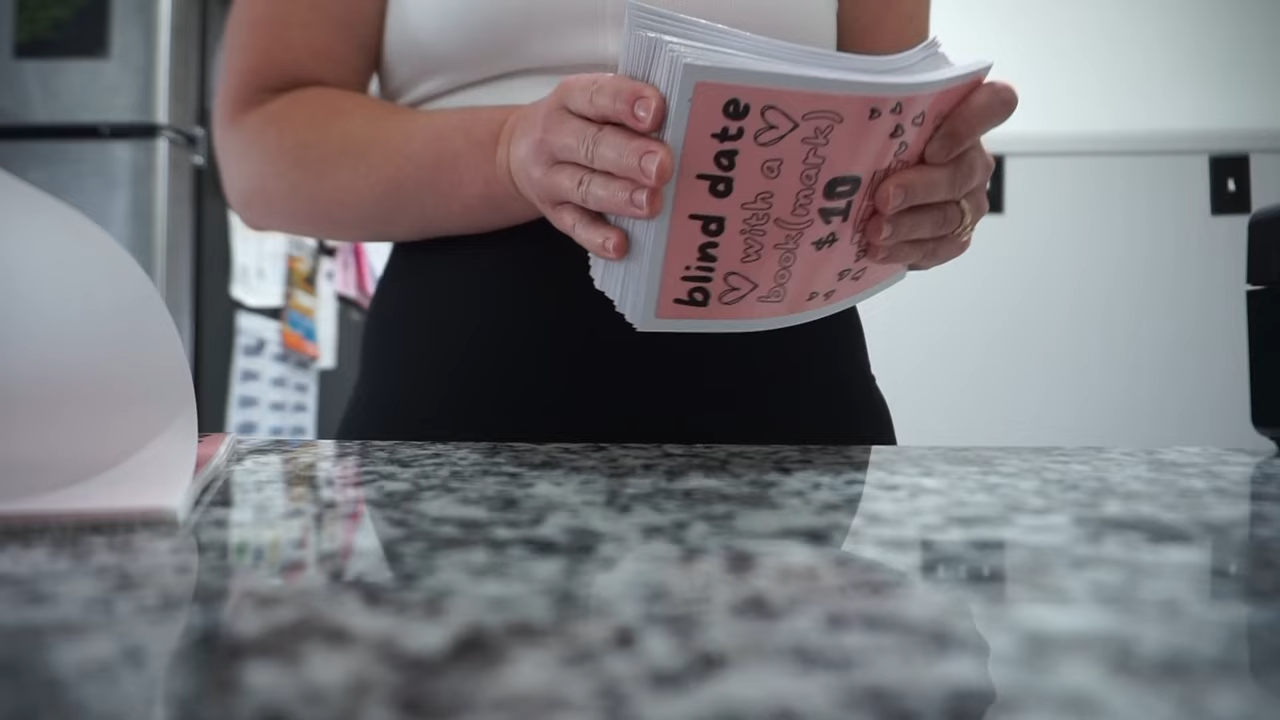 blind date
♡ with a ♡
book(mark)
$10